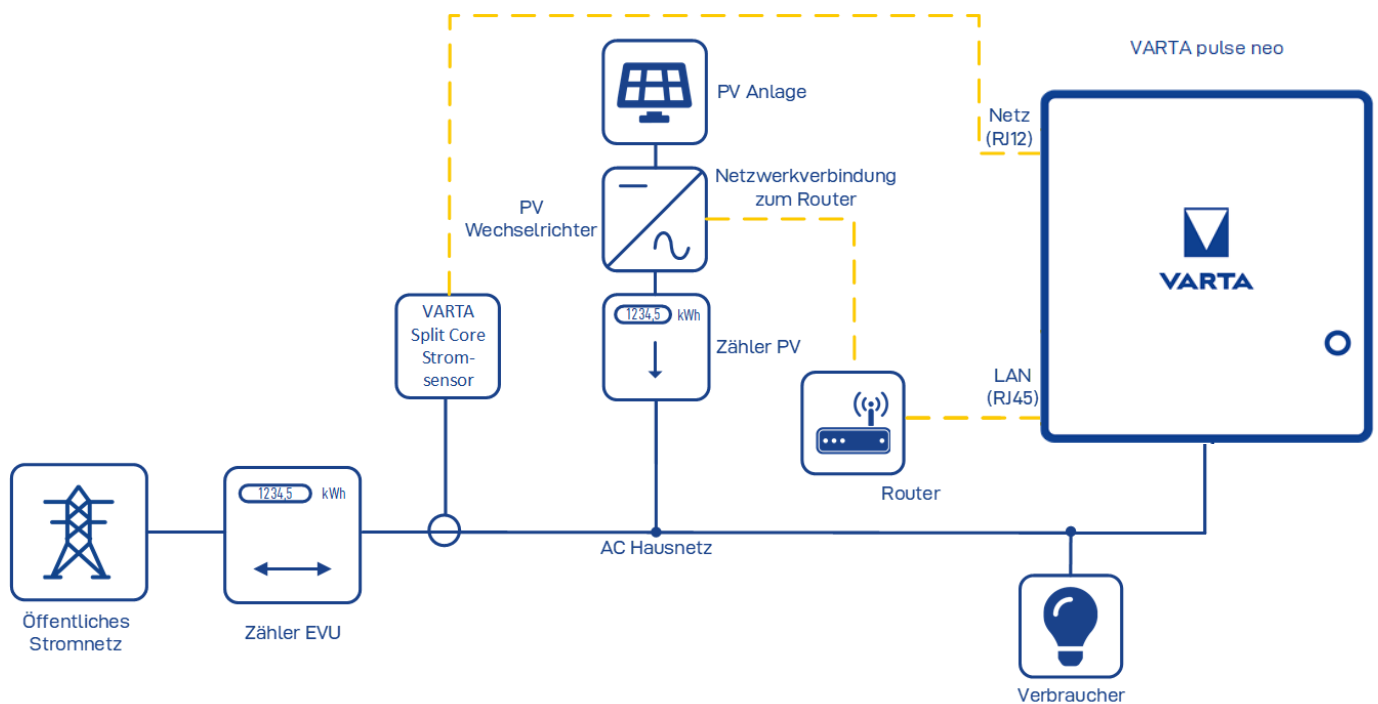 VARTA pulse neo
PV Anlage
Netz
(RJ12)
Netzwerkverbindung
zum Router
PV
Wechselrichter
VARTA
VARTA
Split Core
Strom-
sensor
1234,5 kWh
Zähler PV
LAN
(RJ45)
Router
1234,5 kWh
AC Hausnetz
Öffentliches
Stromnetz
Zähler EVU
Verbraucher